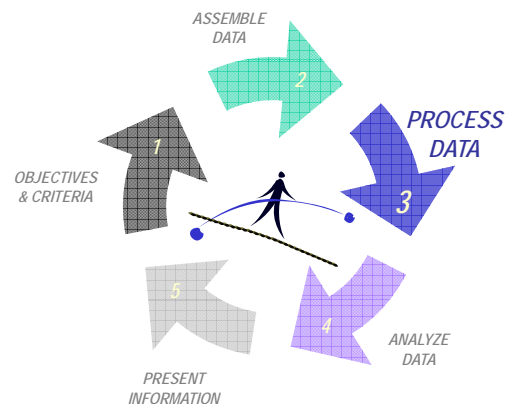 1
OBJECTIVES
& CRITERIA
2
ASSEMBLE
DATA
3
PROCESS
DATA
4
ANALYZE
DATA
5
PRESENT
INFORMATION